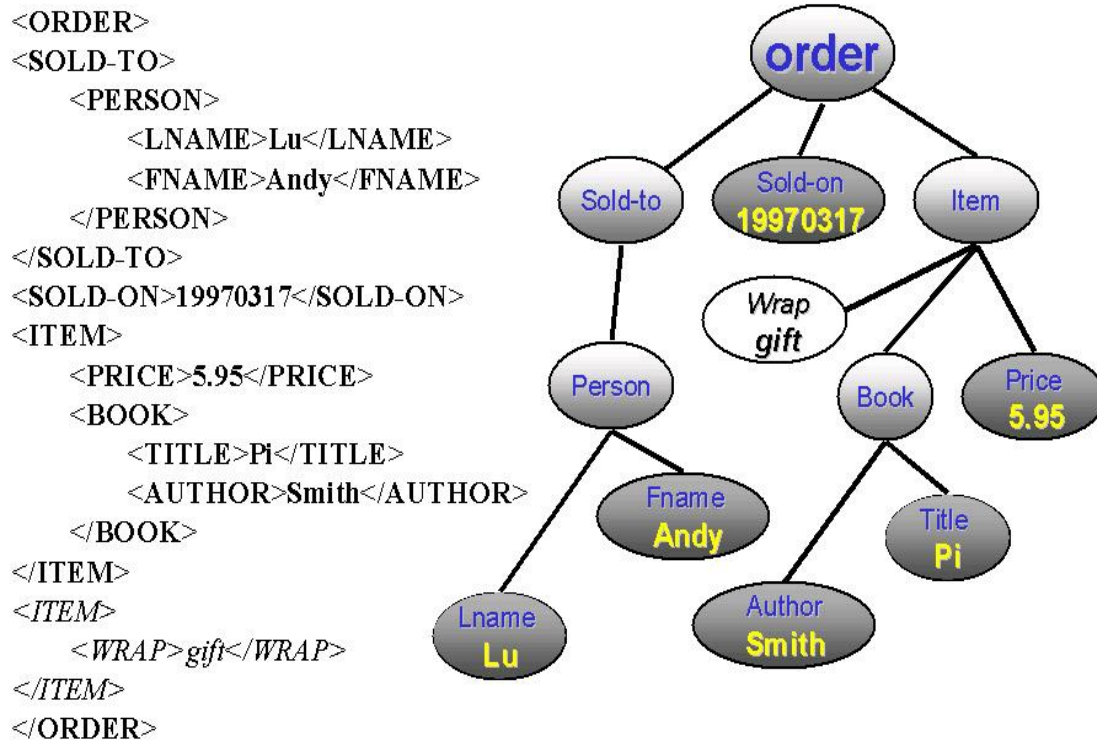 <ORDER>
<SOLD-TO>
<PERSON>
<LNAME>Lu</LNAME>
<FNAME>Andy</FNAME>
</PERSON>
</SOLD-TO>
<SOLD-ON>19970317</SOLD-ON>
<ITEM>
<PRICE>5.95</PRICE>
<BOOK>
<TITLE>Pi</TITLE>
<AUTHOR>Smith</AUTHOR>
</BOOK>
</ITEM>
<ITEM>
<WRAP>gift</WRAP>
</ITEM>
</ORDER>
order
Sold-to
Sold-on
19970317
Item
Wrap
gift
Person
Book
Price
5.95
Fname
Andy
Title
Pi
Lname
Lu
Author
Smith